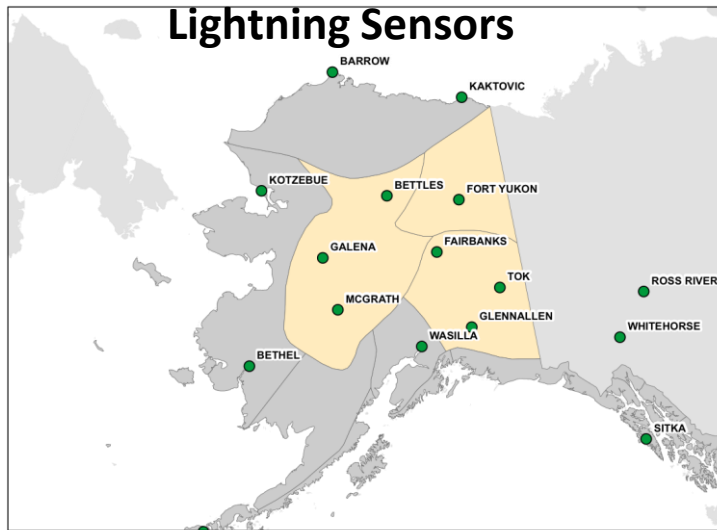 Lightning Sensors
BARROW
KAKTOVIC
KOTZEBUE
BETTLES
FORT YUKON
GALENA
FAIRBANKS
TOK
ROSS RIVER
MCGRATH
GLENNALLEN
WHITEHORSE
WASILLA
BETHEL
SITKA